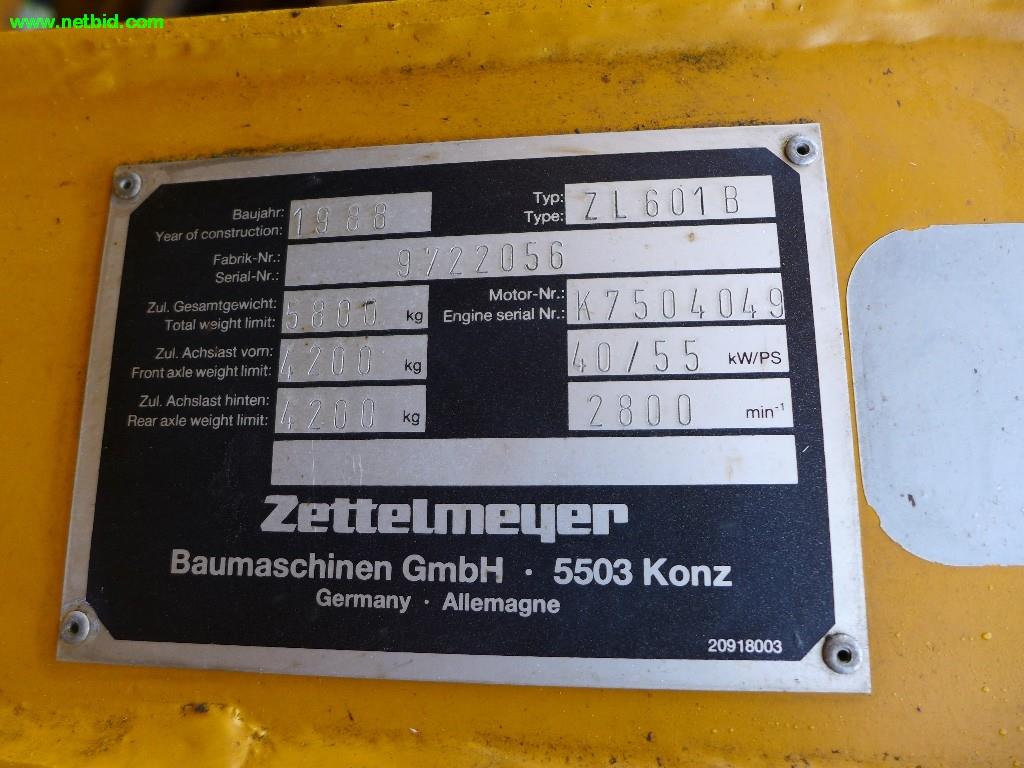 www.netbid.com
Baujahr: 1988 Typ: ZL601B
Year of construction: Type:
Fabrik-Nr.: 9722056
Serial-Nr.:
Zul. Gesamtgewicht: 5800 kg Motor-Nr.: K7504049
Total weight limit: Engine serial Nr.:
Zul. Achslast vorn: 4200 kg 40/55 kW/PS
Front axle weight limit:
Zul. Achslast hinten: 4200 kg 2800 min⁻¹
Rear axle weight limit:
Zettelmeyer
Baumaschinen GmbH · 5503 Konz
Germany · Allemagne
20918003